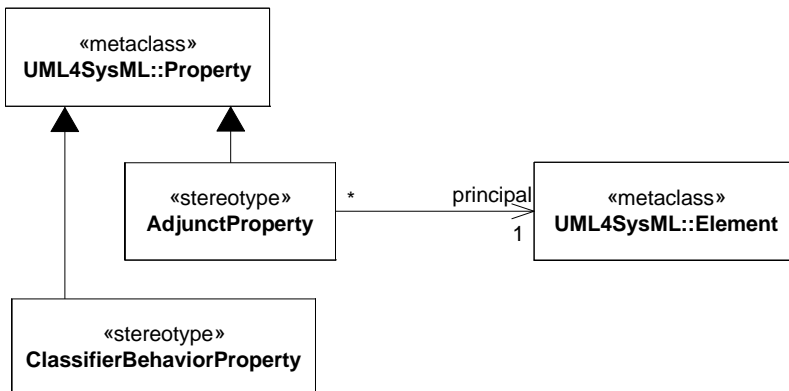 «metaclass»
UML4SysML::Property
«stereotype»
AdjunctProperty
*
principal
1
«metaclass»
UML4SysML::Element
«stereotype»
ClassifierBehaviorProperty